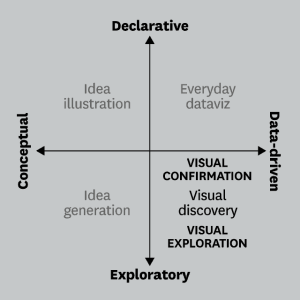 Declarative
Idea
illustration
Everyday
dataviz
Conceptual
Data-driven
VISUAL
CONFIRMATION
Idea
generation
Visual
discovery
VISUAL
EXPLORATION
Exploratory